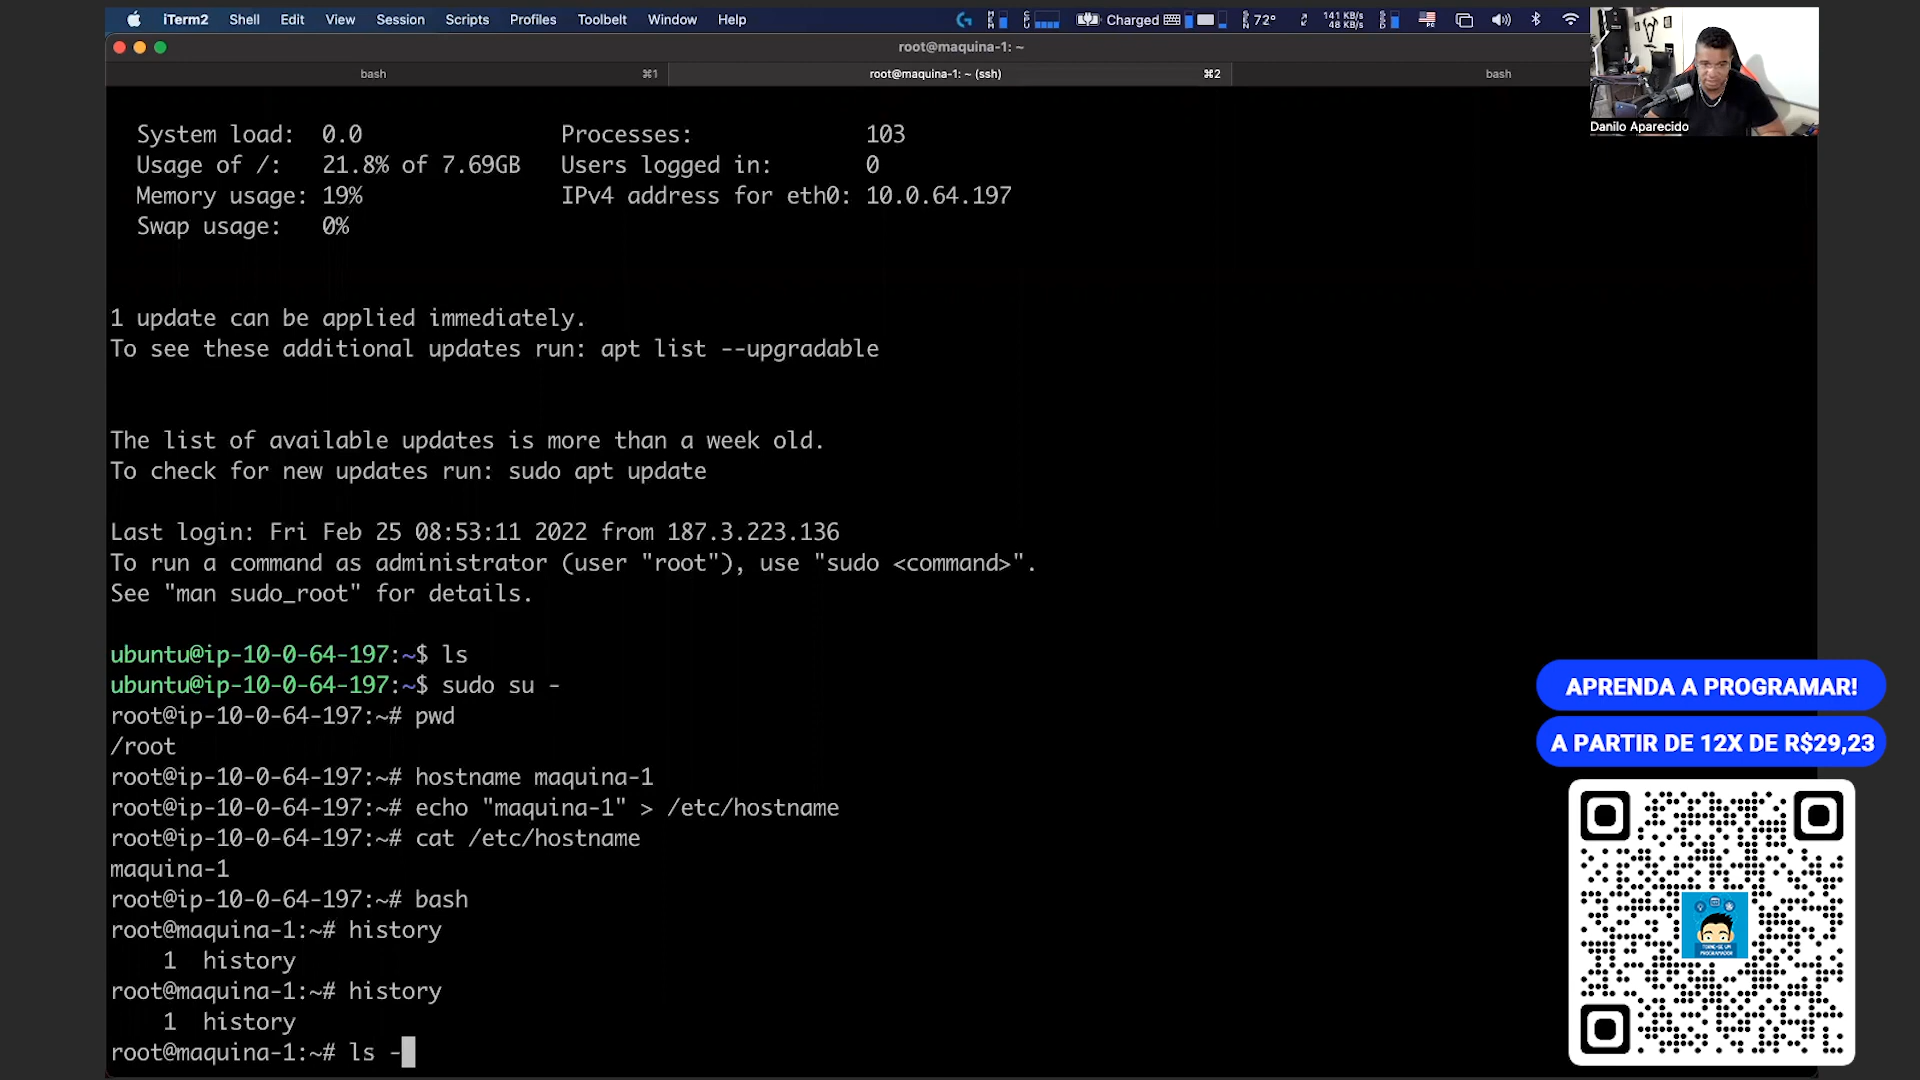 iTerm2 Shell Edit View Session Scripts Profiles Toolbelt Window Help
Charged 72° 141 KB/s 48 KB/s
root@maquina-1: ~
bash ⌘1 root@maquina-1: ~ (ssh) ⌘2 bash
Danilo Aparecido
System load: 0.0 Processes: 103
Usage of /: 21.8% of 7.69GB Users logged in: 0
Memory usage: 19% IPv4 address for eth0: 10.0.64.197
Swap usage: 0%
1 update can be applied immediately.
To see these additional updates run: apt list --upgradable
The list of available updates is more than a week old.
To check for new updates run: sudo apt update
Last login: Fri Feb 25 08:53:11 2022 from 187.3.223.136
To run a command as administrator (user "root"), use "sudo <command>".
See "man sudo_root" for details.
ubuntu@ip-10-0-64-197:~$ ls
ubuntu@ip-10-0-64-197:~$ sudo su -
root@ip-10-0-64-197:~# pwd
/root
root@ip-10-0-64-197:~# hostname maquina-1
root@ip-10-0-64-197:~# echo "maquina-1" > /etc/hostname
root@ip-10-0-64-197:~# cat /etc/hostname
maquina-1
root@ip-10-0-64-197:~# bash
root@maquina-1:~# history
1 history
root@maquina-1:~# history
1 history
root@maquina-1:~# ls -
APRENDA A PROGRAMAR!
A PARTIR DE 12X DE R$29,23
TORNE-SE UM
PROGRAMADOR